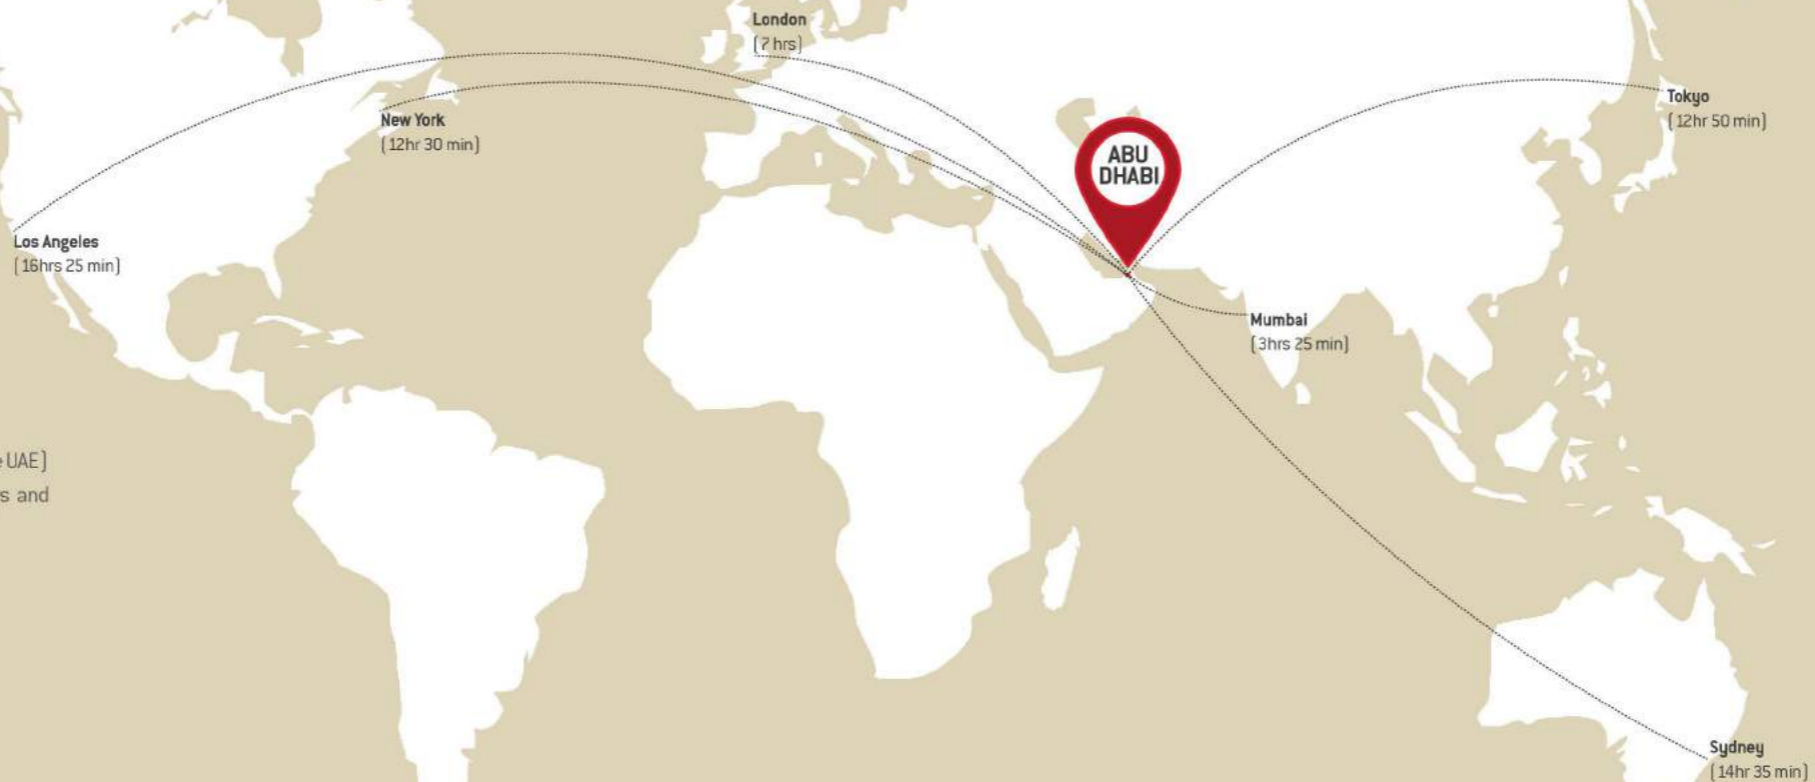 London
(7 hrs)
New York
(12hr 30 min)
Tokyo
(12hr 50 min)
ABU
DHABI
Los Angeles
(16hrs 25 min)
Mumbai
(3hrs 25 min)
UAE)
and
Sydney
(14hr 35 min)